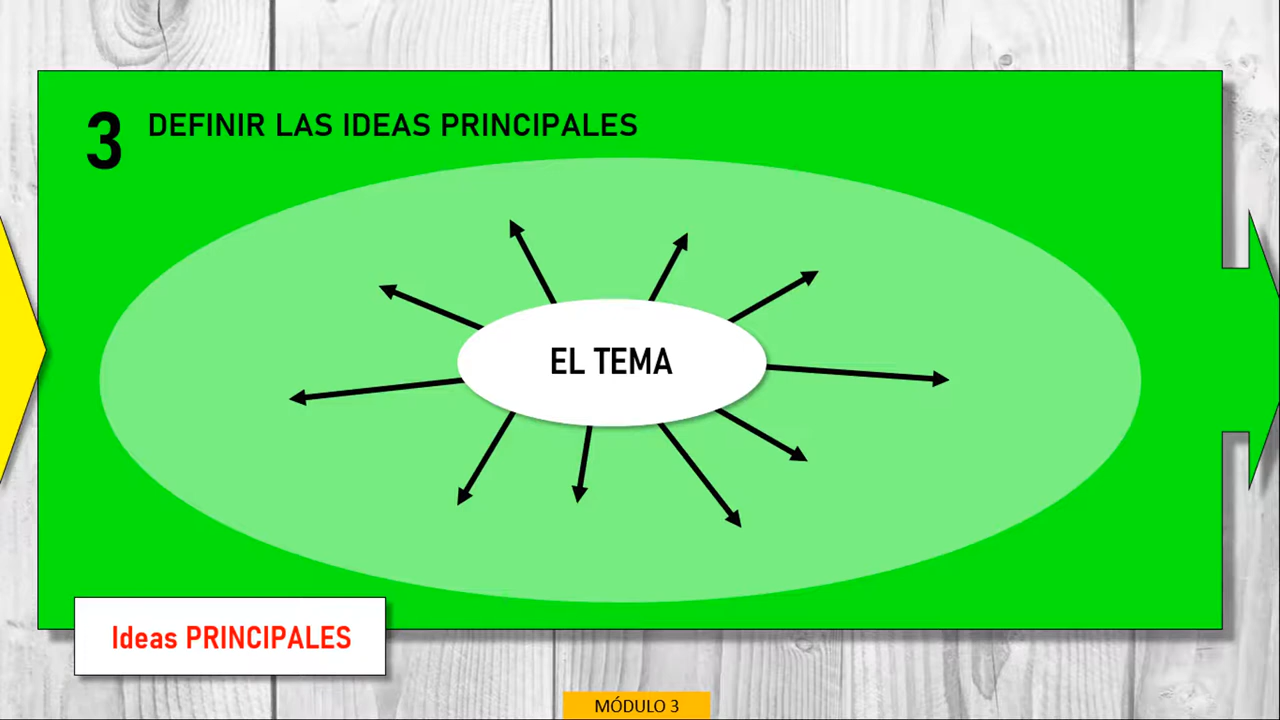 3
DEFINIR LAS IDEAS PRINCIPALES
EL TEMA
Ideas PRINCIPALES
MÓDULO 3